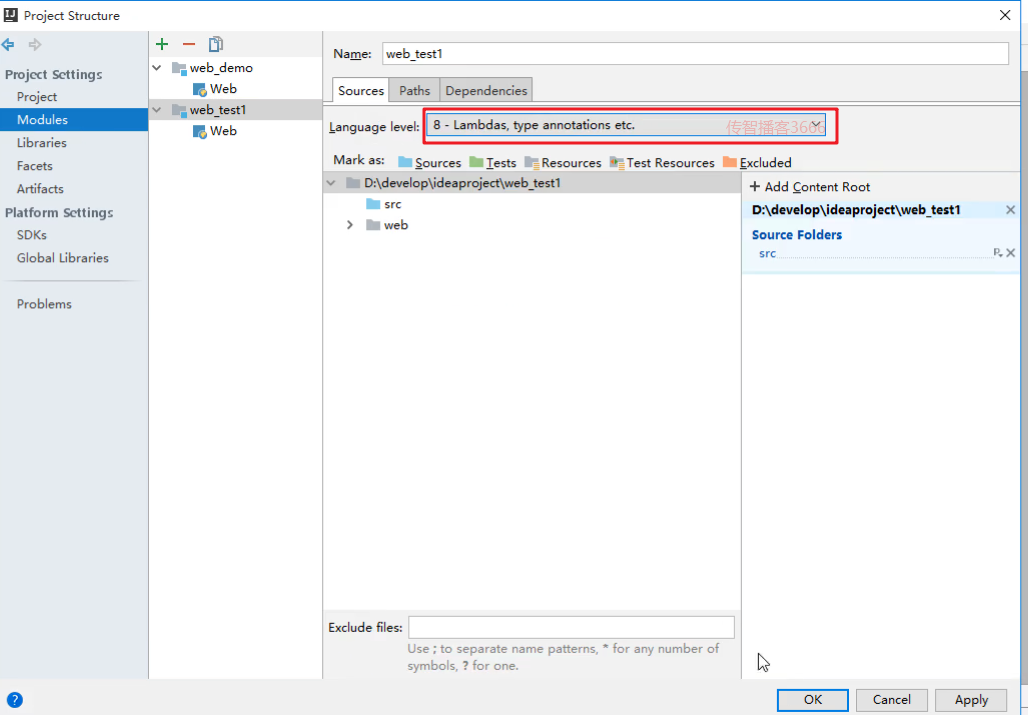 Project Structure
Project Settings
Project
Modules
Libraries
Facets
Artifacts
Platform Settings
SDKs
Global Libraries
Problems
web_demo
Web
web_test1
Web
Name: web_test1
Sources Paths Dependencies
Language level: 8 - Lambdas, type annotations etc. 传智播客3666
Mark as: Sources Tests Resources Test Resources Excluded
D:\develop\ideaproject\web_test1
src
web
+ Add Content Root
D:\develop\ideaproject\web_test1
Source Folders
src
Exclude files:
Use ; to separate name patterns, * for any number of
symbols, ? for one.
OK Cancel Apply